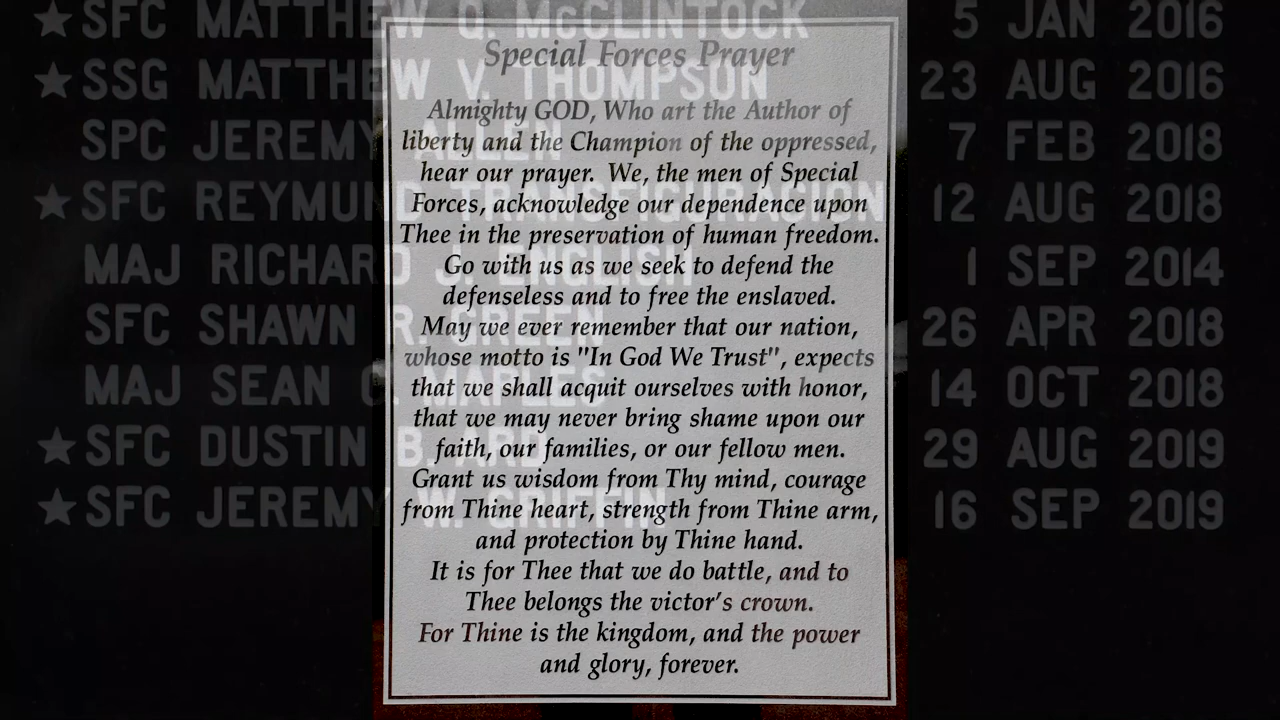 SFC MATTHEW Q. McCLINTOCK 5 JAN 2016
★ SSG MATTHEW V. THOMPSON 23 AUG 2016
SPC JEREMY ALLEN 7 FEB 2018
★ SFC REYMUND TRANSFIGURACION 12 AUG 2018
MAJ RICHARD J. ENGLISH 1 SEP 2014
SFC SHAWN R. GREEN 26 APR 2018
MAJ SEAN C. MAPLES 14 OCT 2018
★ SFC DUSTIN B. ARD 29 AUG 2019
★ SFC JEREMY W. GRIFFIN 16 SEP 2019
Special Forces Prayer
Almighty GOD, Who art the Author of
liberty and the Champion of the oppressed,
hear our prayer. We, the men of Special
Forces, acknowledge our dependence upon
Thee in the preservation of human freedom.
Go with us as we seek to defend the
defenseless and to free the enslaved.
May we ever remember that our nation,
whose motto is "In God We Trust", expects
that we shall acquit ourselves with honor,
that we may never bring shame upon our
faith, our families, or our fellow men.
Grant us wisdom from Thy mind, courage
from Thine heart, strength from Thine arm,
and protection by Thine hand.
It is for Thee that we do battle, and to
Thee belongs the victor's crown.
For Thine is the kingdom, and the power
and glory, forever.